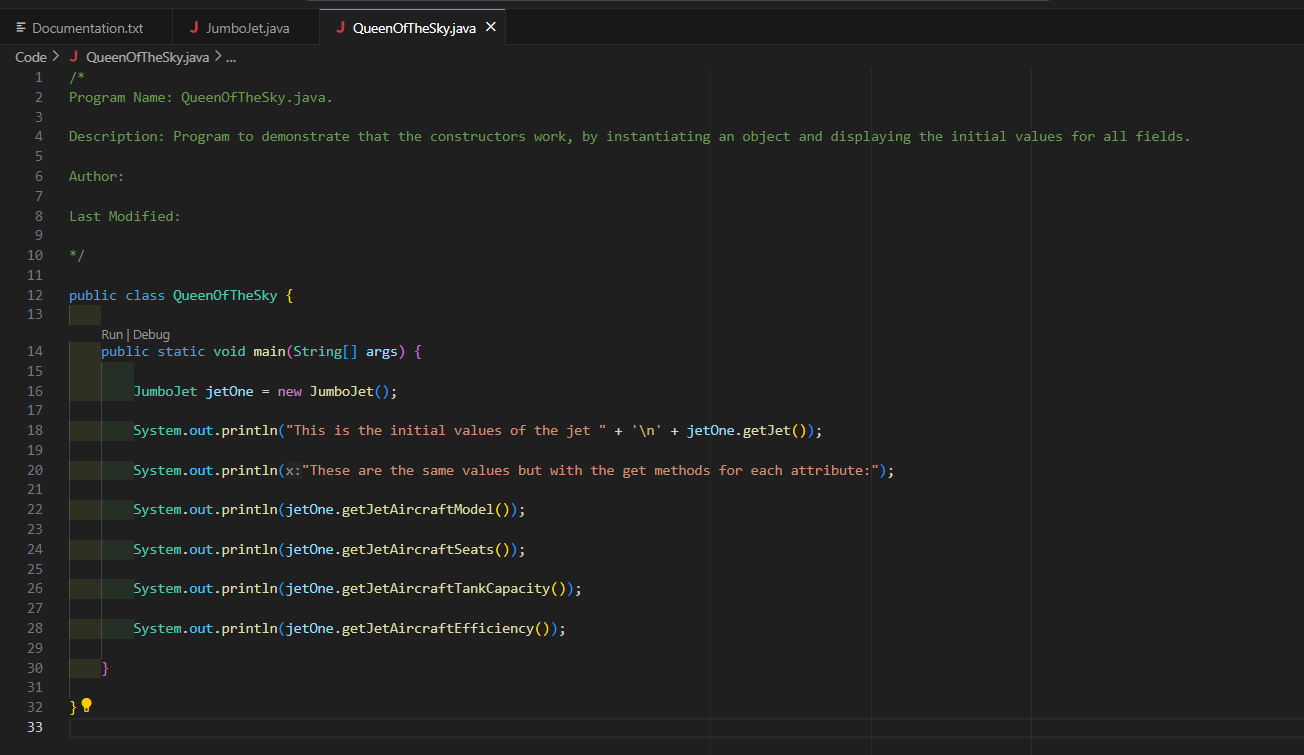 Documentation.txt JumboJet.java QueenOfTheSky.java
Code > QueenOfTheSky.java > ...
1 /*
2 Program Name: QueenOfTheSky.java.
3
4 Description: Program to demonstrate that the constructors work, by instantiating an object and displaying the initial values for all fields.
5
6 Author:
7
8 Last Modified:
9
10 */
11
12 public class QueenOfTheSky {
13
Run | Debug
14 public static void main(String[] args) {
15
16 JumboJet jetOne = new JumboJet();
17
18 System.out.println("This is the initial values of the jet " + '\n' + jetOne.getJet());
19
20 System.out.println(x:"These are the same values but with the get methods for each attribute:");
21
22 System.out.println(jetOne.getJetAircraftModel());
23
24 System.out.println(jetOne.getJetAircraftSeats());
25
26 System.out.println(jetOne.getJetAircraftTankCapacity());
27
28 System.out.println(jetOne.getJetAircraftEfficiency());
29
30 }
31
32 }
33